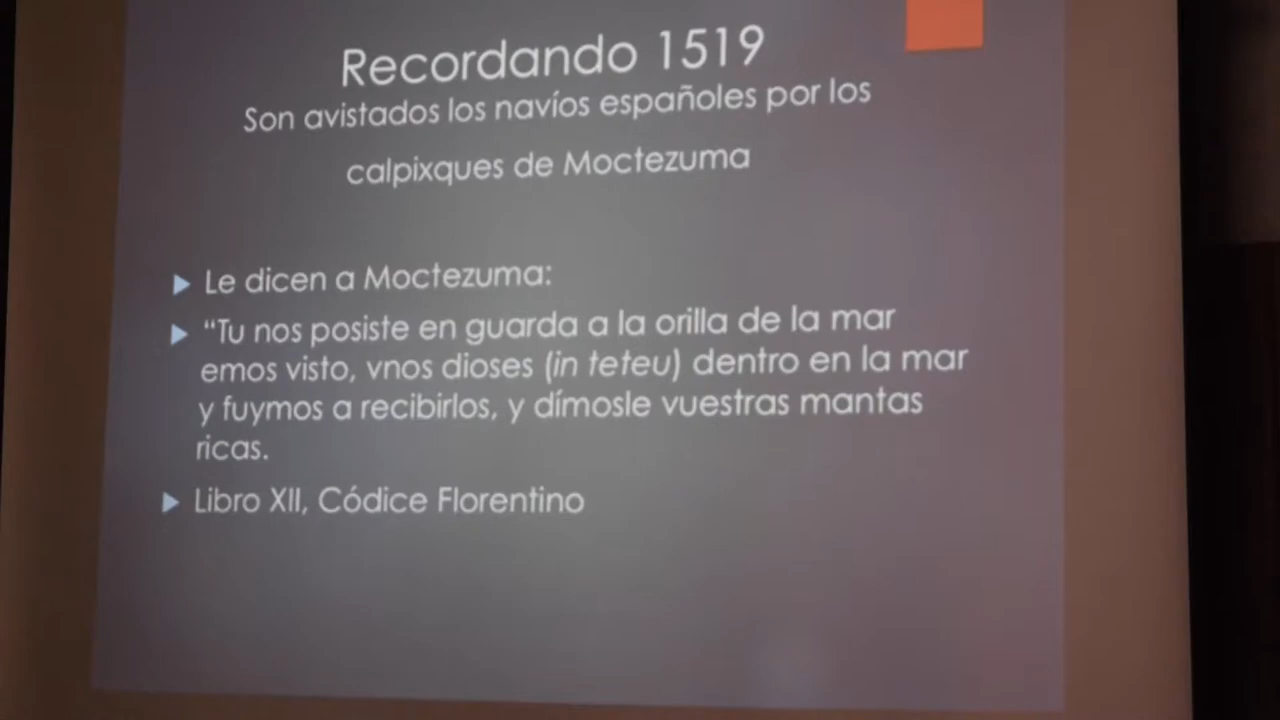 Recordando 1519
Son avistados los navíos españoles por los
calpixques de Moctezuma
Le dicen a Moctezuma:
“Tu nos posiste en guarda a la orilla de la mar
emos visto, vnos dioses (in teteu) dentro en la mar
y fuymos a recibirlos, y dímosle vuestras mantas
ricas.
Libro XII, Códice Florentino